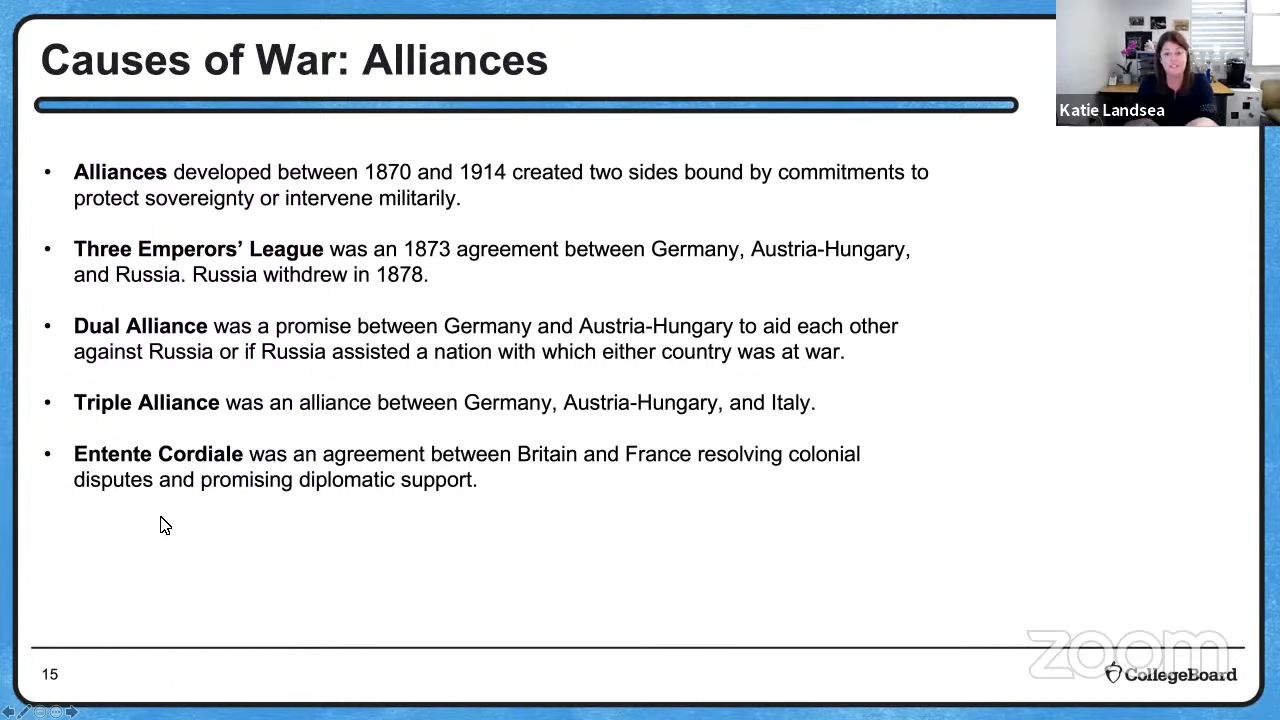 Causes of War: Alliances
Katie Landsea
• Alliances developed between 1870 and 1914 created two sides bound by commitments to
protect sovereignty or intervene militarily.
• Three Emperors’ League was an 1873 agreement between Germany, Austria-Hungary,
and Russia. Russia withdrew in 1878.
• Dual Alliance was a promise between Germany and Austria-Hungary to aid each other
against Russia or if Russia assisted a nation with which either country was at war.
• Triple Alliance was an alliance between Germany, Austria-Hungary, and Italy.
• Entente Cordiale was an agreement between Britain and France resolving colonial
disputes and promising diplomatic support.
zoom
15
CollegeBoard